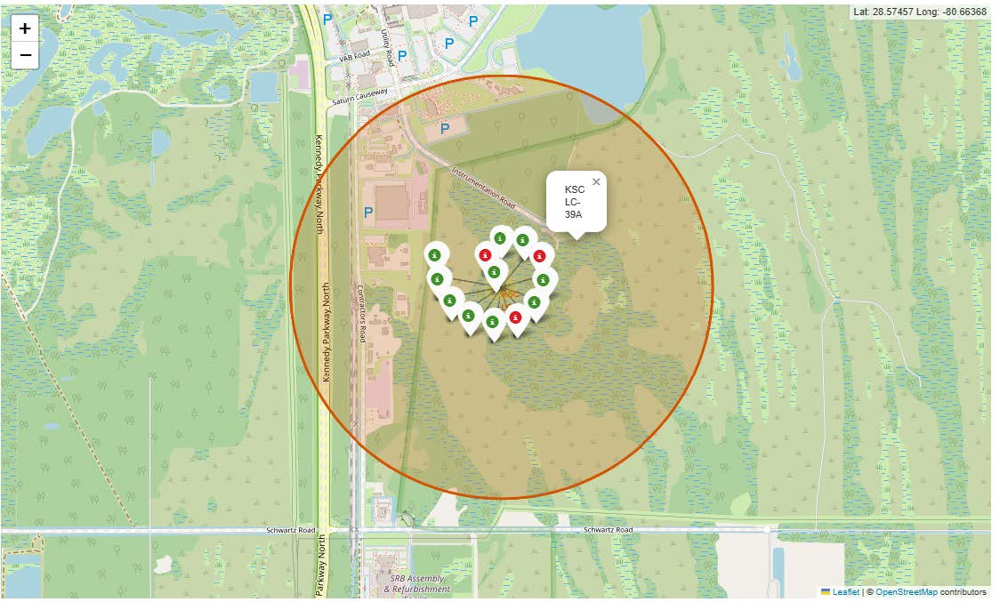 Lat: 28.57457 Long: -80.66368
+
−
P
P
Utility Road
P
VAB Road
P
Saturn Causeway
P
Kennedy Parkway North
Instrumentation Road
×
KSC
LC-
39A
P
KSC
Kennedy Parkway North
Contractors Road
Schwartz Road
Schwartz Road
Parkway North
SRB Assembly
& Refurbishment
Leaflet | © OpenStreetMap contributors